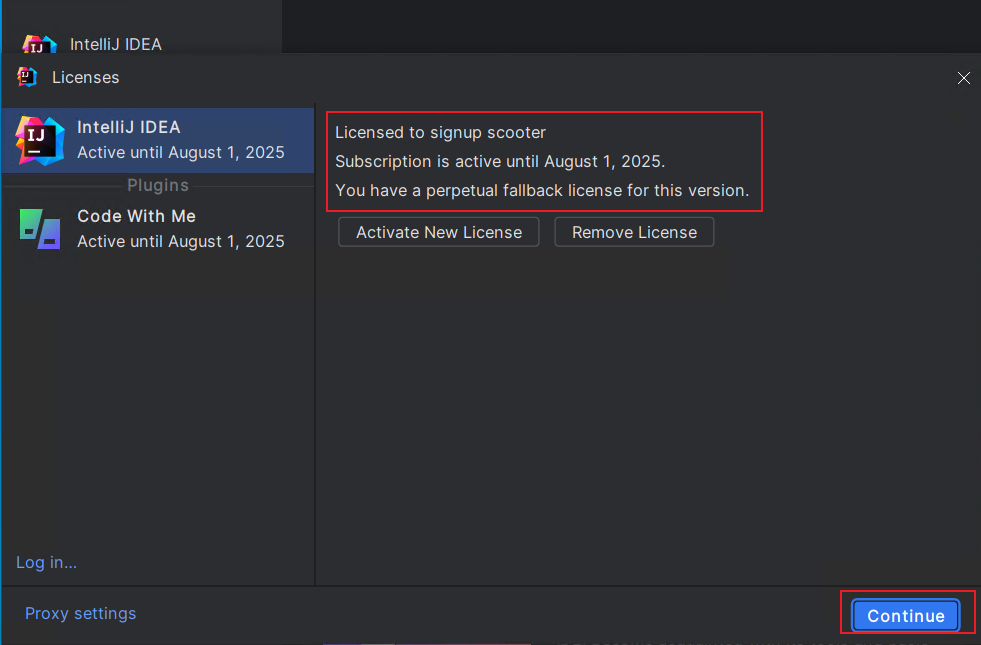 IntelliJ IDEA
Licenses
IntelliJ IDEA
Active until August 1, 2025
Plugins
Code With Me
Active until August 1, 2025
Licensed to signup scooter
Subscription is active until August 1, 2025.
You have a perpetual fallback license for this version.
Activate New License
Remove License
Log in...
Proxy settings
Continue